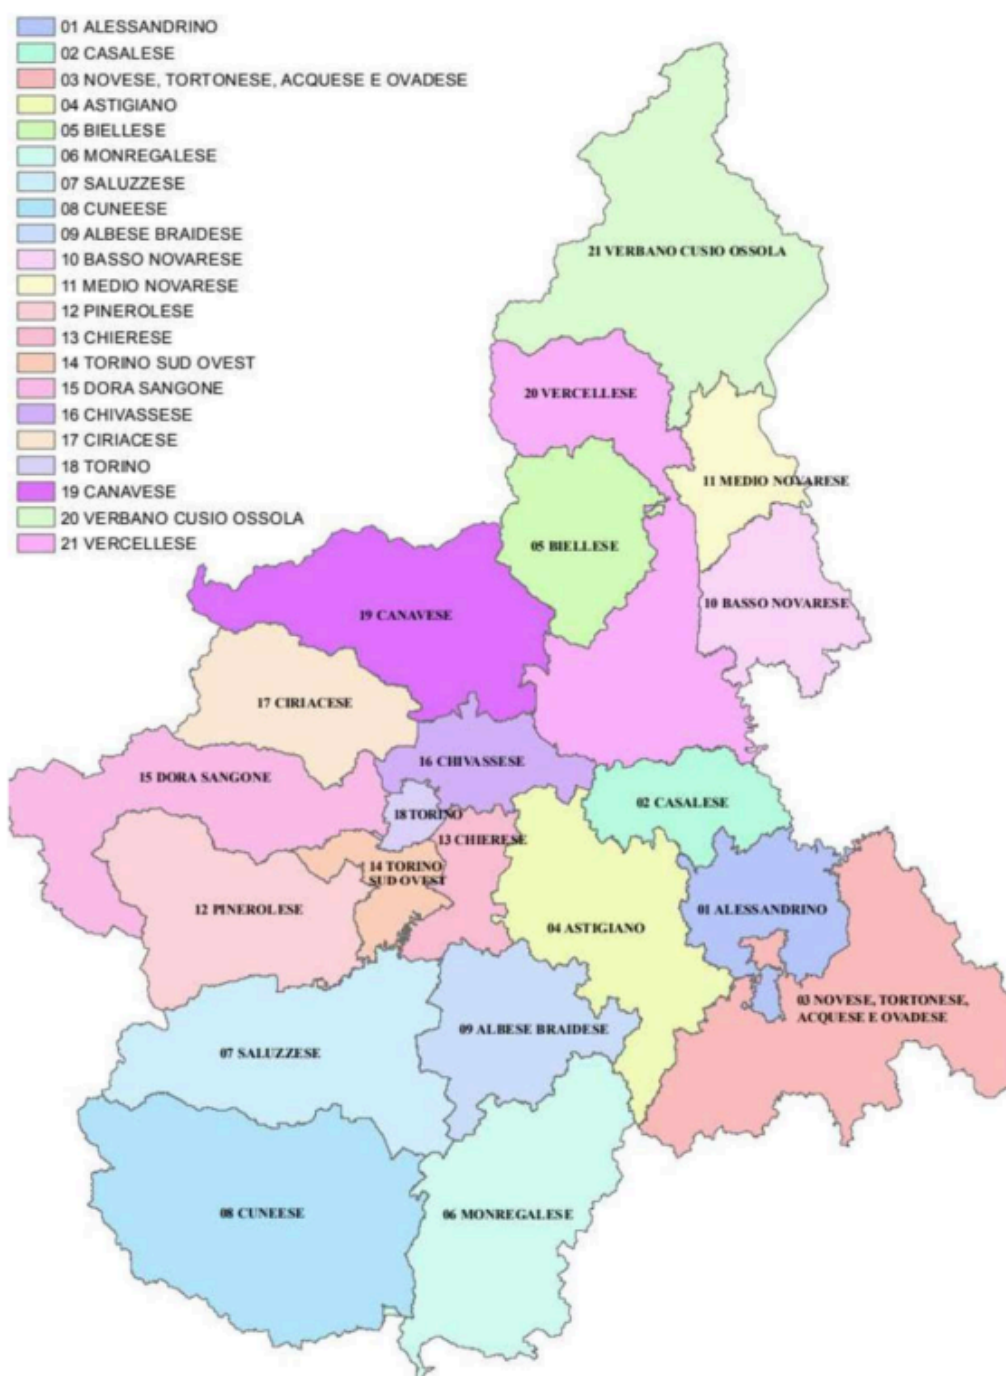 01 ALESSANDRINO
02 CASALESE
03 NOVESE, TORTONESE, ACQUESE E OVADESE
04 ASTIGIANO
05 BIELLESE
06 MONREGALESE
07 SALUZZESE
08 CUNEESE
09 ALBESE BRAIDESE
10 BASSO NOVARESE
11 MEDIO NOVARESE
12 PINEROLESE
13 CHIERESE
14 TORINO SUD OVEST
15 DORA SANGONE
16 CHIVASSESE
17 CIRIACESE
18 TORINO
19 CANAVESE
20 VERBANO CUSIO OSSOLA
21 VERCELLESE
21 VERBANO CUSIO OSSOLA
20 VERCELLESE
11 MEDIO NOVARESE
05 BIELLESE
10 BASSO NOVARESE
19 CANAVESE
17 CIRIACESE
16 CHIVASSESE
15 DORA SANGONE
02 CASALESE
18 TORINO
13 CHIERESE
14 TORINO
SUD OVEST
12 PINEROLESE
01 ALESSANDRINO
04 ASTIGIANO
03 NOVESE, TORTONESE,
ACQUESE E OVADESE
09 ALBESE BRAIDESE
07 SALUZZESE
08 CUNEESE
06 MONREGALESE